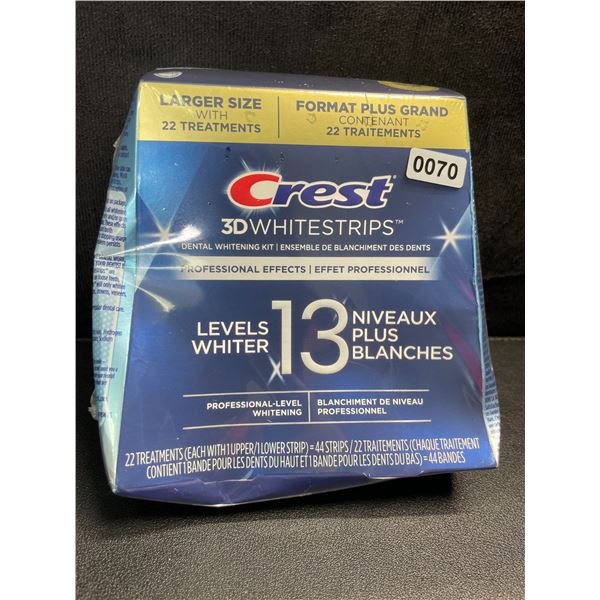 LARGER SIZE
WITH
22 TREATMENTS
FORMAT PLUS GRAND
CONTENANT
22 TRAITEMENTS
0070
Crest
3DWHITESTRIPS™
DENTAL WHITENING KIT | ENSEMBLE DE BLANCHIMENT DES DENTS
PROFESSIONAL EFFECTS | EFFET PROFESSIONNEL
LEVELS
WHITER
13
NIVEAUX
PLUS
BLANCHES
PROFESSIONAL-LEVEL
WHITENING
BLANCHIMENT DE NIVEAU
PROFESSIONNEL
22 TREATMENTS (EACH WITH 1 UPPER/1 LOWER STRIP) = 44 STRIPS / 22 TRAITEMENTS (CHAQUE TRAITEMENT
CONTIENT 1 BANDE POUR LES DENTS DU HAUT ET 1 BANDE POUR LES DENTS DU BAS) = 44 BANDES